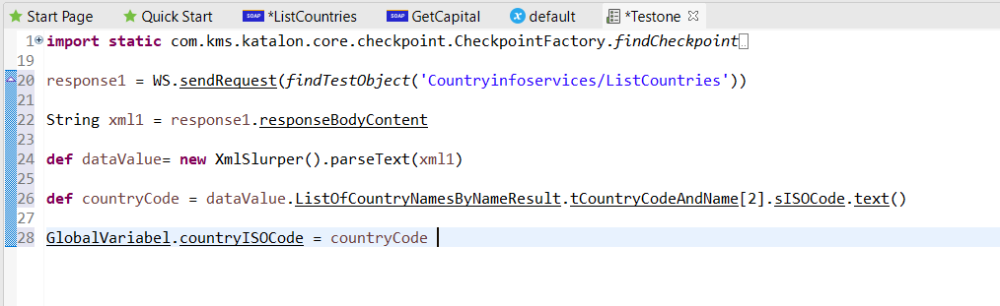 Start Page Quick Start SOAP *ListCountries SOAP GetCapital x default *Testone
1 import static com.kms.katalon.core.checkpoint.CheckpointFactory.findCheckpoint..
19
20 response1 = WS.sendRequest(findTestObject('Countryinfoservices/ListCountries'))
21
22 String xml1 = response1.responseBodyContent
23
24 def dataValue= new XmlSlurper().parseText(xml1)
25
26 def countryCode = dataValue.ListOfCountryNamesByNameResult.tCountryCodeAndName[2].sISOCode.text()
27
28 GlobalVariabel.countryISOCode = countryCode